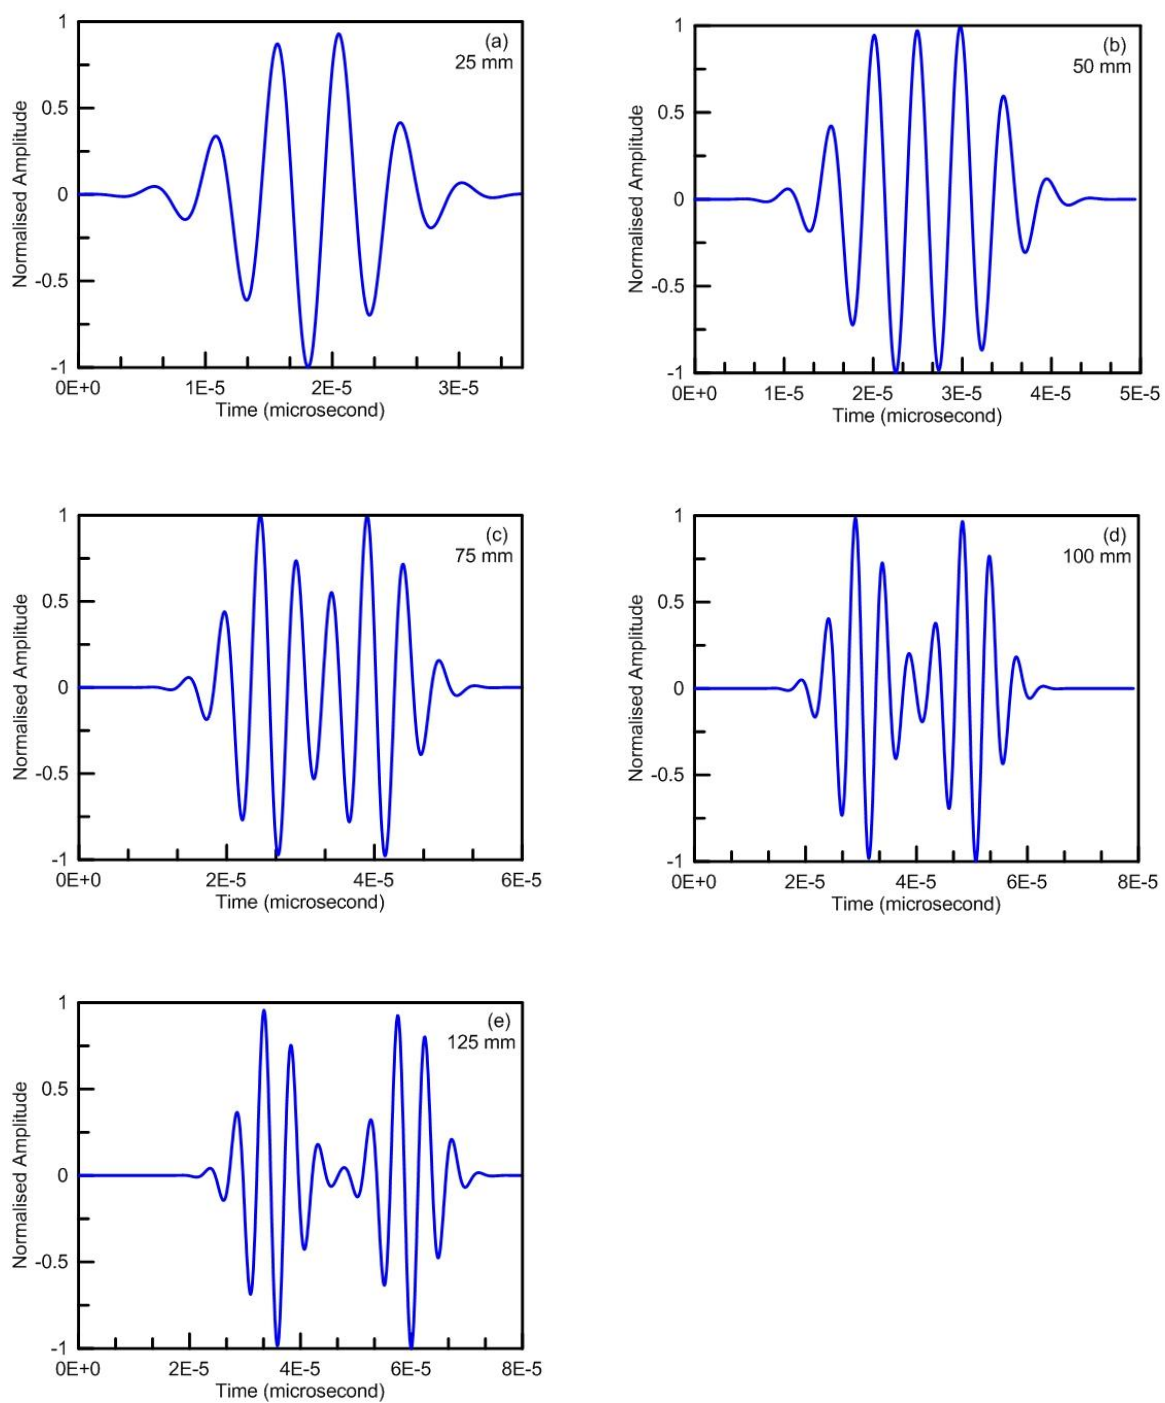 1
0.5
0
-0.5
-1
Normalised Amplitude
(a)
25 mm
0E+0 1E-5 2E-5 3E-5
Time (microsecond)
1
0.5
0
-0.5
-1
Normalised Amplitude
(b)
50 mm
0E+0 1E-5 2E-5 3E-5 4E-5 5E-5
Time (microsecond)
1
0.5
0
-0.5
-1
Normalised Amplitude
(c)
75 mm
0E+0 2E-5 4E-5 6E-5
Time (microsecond)
1
0.5
0
-0.5
-1
Normalised Amplitude
(d)
100 mm
0E+0 2E-5 4E-5 6E-5 8E-5
Time (microsecond)
1
0.5
0
-0.5
-1
Normalised Amplitude
(e)
125 mm
0E+0 2E-5 4E-5 6E-5 8E-5
Time (microsecond)